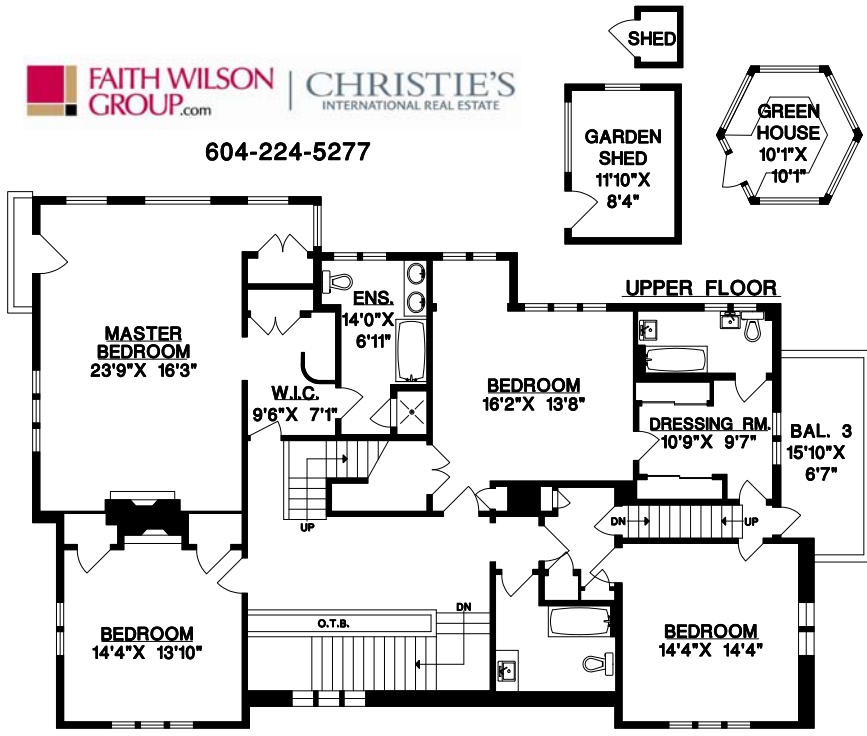 FAITH WILSON
GROUP.com
CHRISTIE'S
INTERNATIONAL REAL ESTATE
604-224-5277
SHED
GARDEN
SHED
11'10"X
8'4"
GREEN
HOUSE
10'1"X
10'1"
UPPER FLOOR
MASTER
BEDROOM
23'9"X 16'3"
ENS.
14'0"X
6'11"
W.I.C.
9'6"X 7'1"
BEDROOM
16'2"X 13'8"
DRESSING RM.
10'9"X 9'7"
BAL. 3
15'10"X
6'7"
UP
DN
UP
BEDROOM
14'4"X 13'10"
O.T.B.
DN
BEDROOM
14'4"X 14'4"